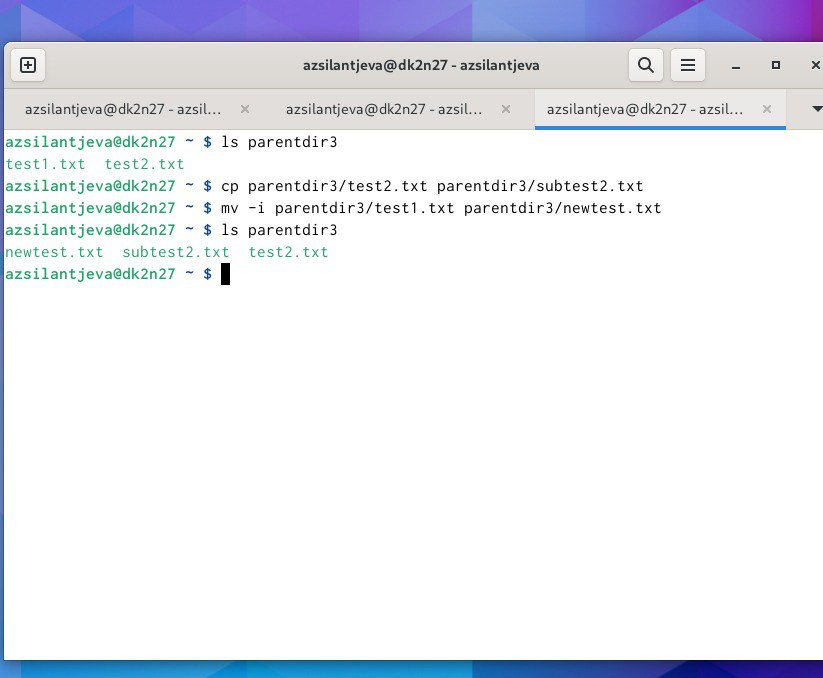 azsilantjeva@dk2n27 - azsilantjeva
azsilantjeva@dk2n27 - azsil... azsilantjeva@dk2n27 - azsil... azsilantjeva@dk2n27 - azsil...
azsilantjeva@dk2n27 ~ $ ls parentdir3
test1.txt  test2.txt
azsilantjeva@dk2n27 ~ $ cp parentdir3/test2.txt parentdir3/subtest2.txt
azsilantjeva@dk2n27 ~ $ mv -i parentdir3/test1.txt parentdir3/newtest.txt
azsilantjeva@dk2n27 ~ $ ls parentdir3
newtest.txt  subtest2.txt  test2.txt
azsilantjeva@dk2n27 ~ $